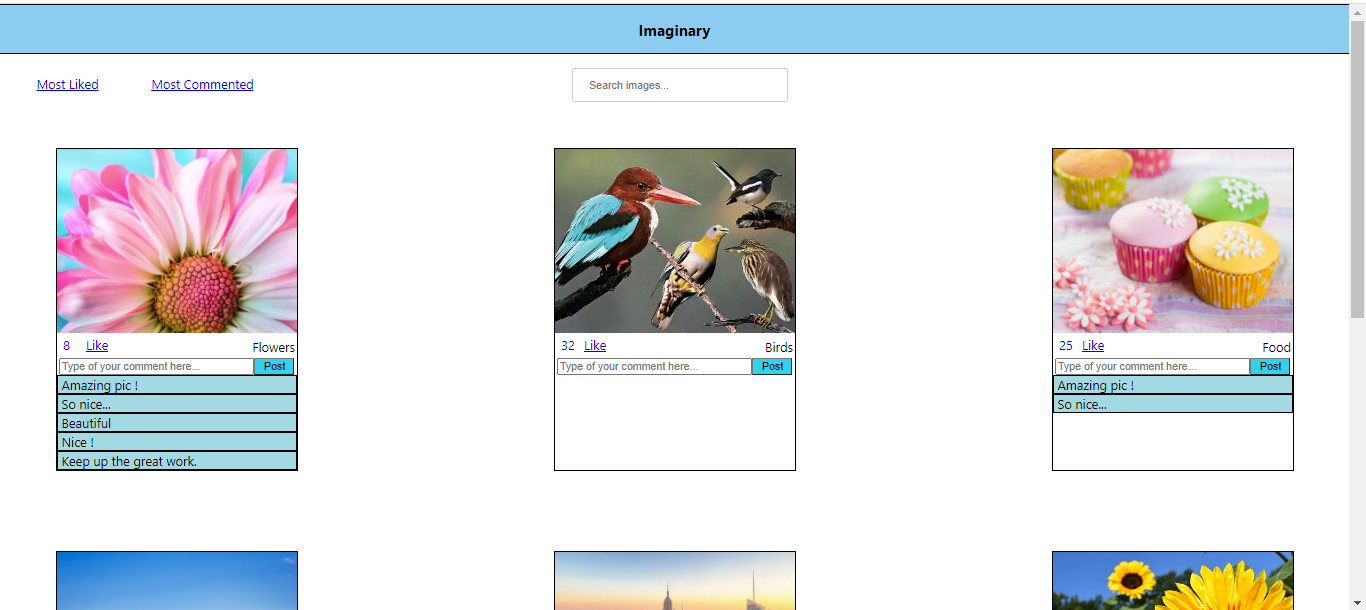 Imaginary
Most Liked Most Commented Search images...
8 Like Flowers
Type of your comment here... Post
Amazing pic !
So nice...
Beautiful
Nice !
Keep up the great work.
32 Like Birds
Type of your comment here... Post
25 Like Food
Type of your comment here... Post
Amazing pic !
So nice...